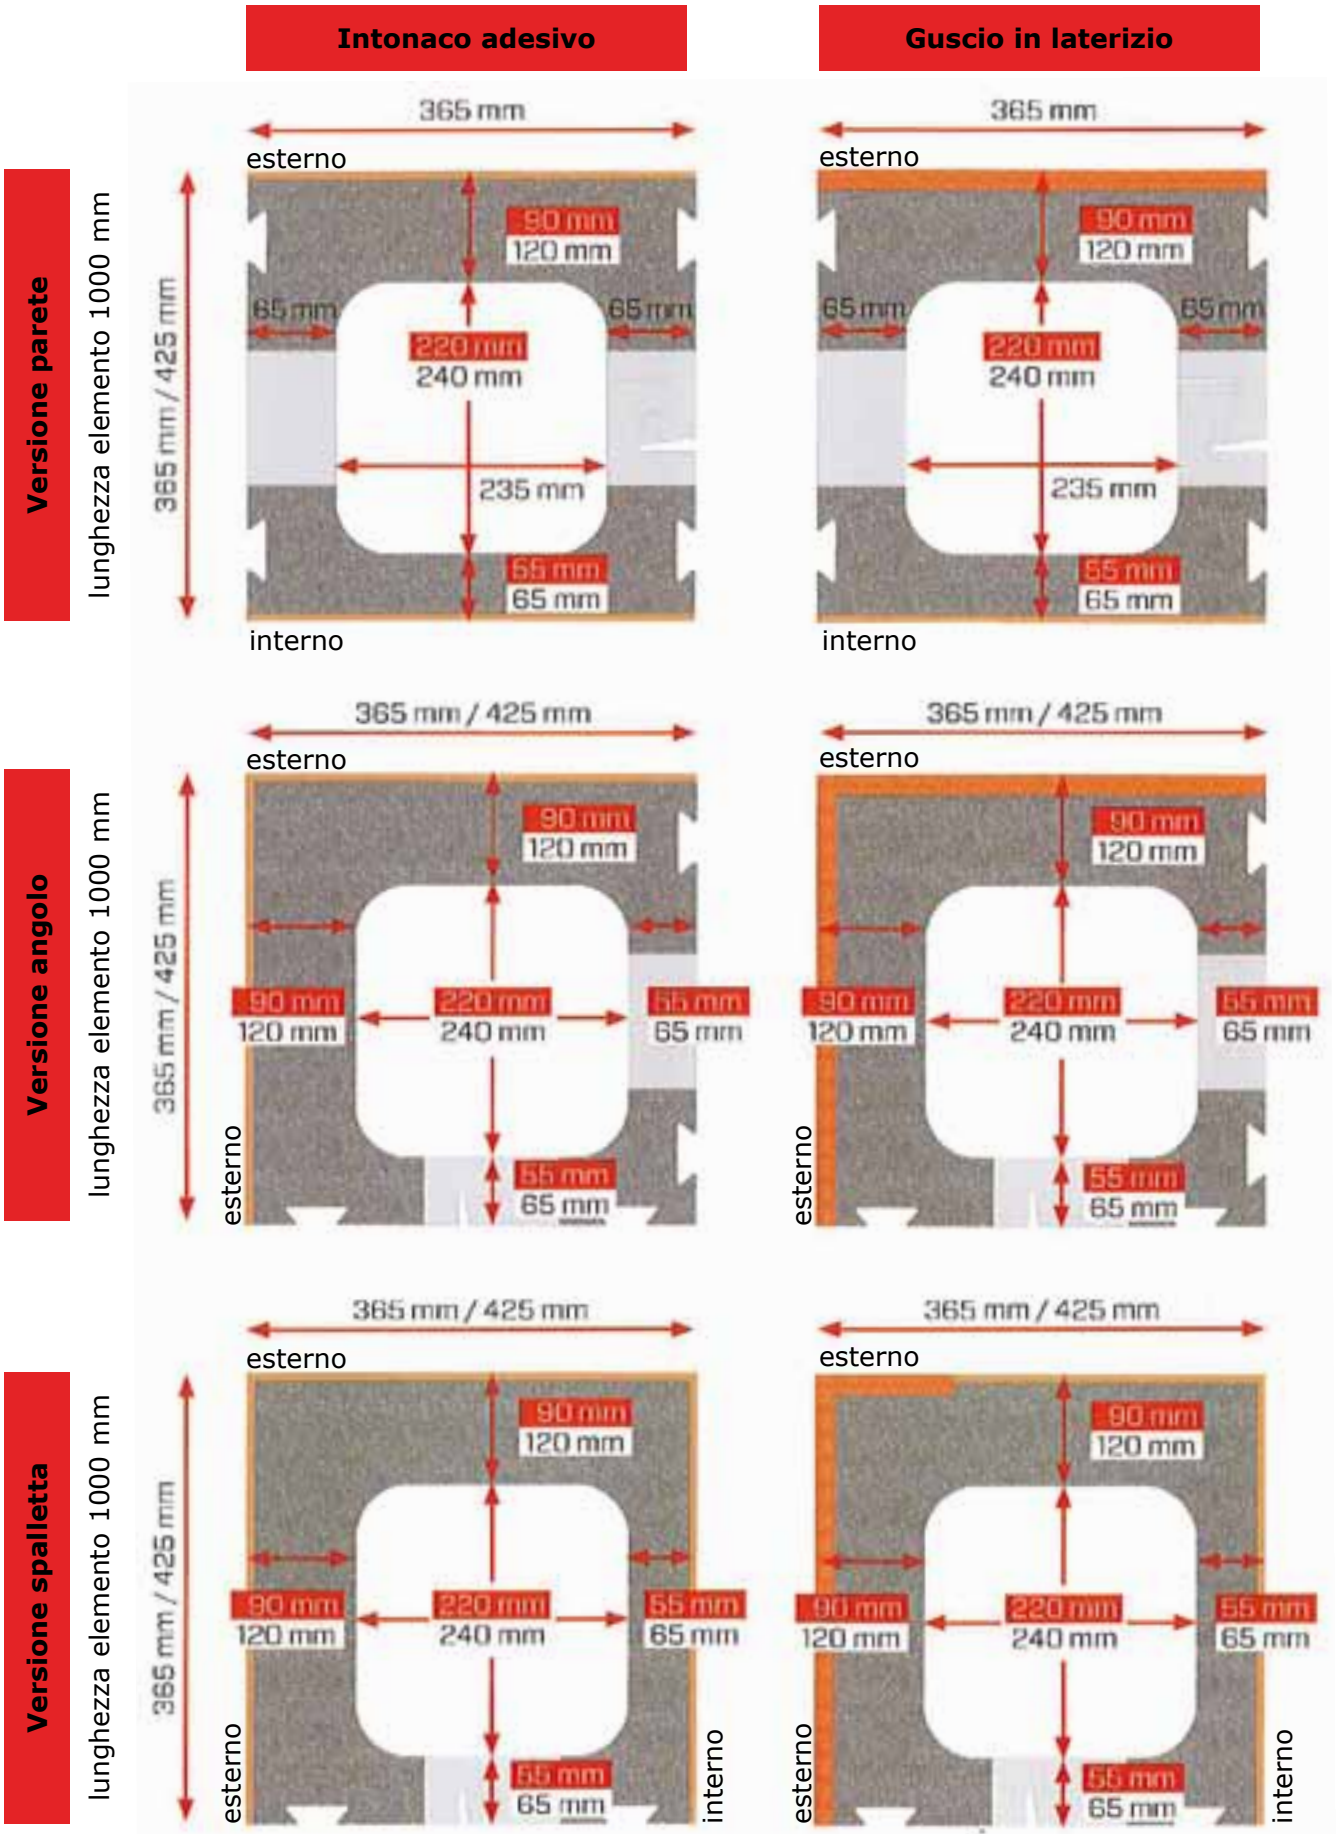 Intonaco adesivo
Guscio in laterizio
Versione parete
lunghezza elemento 1000 mm
365 mm / 425 mm
365 mm
esterno
90 mm
120 mm
65 mm
65 mm
220 mm
240 mm
235 mm
55 mm
65 mm
interno
365 mm
esterno
90 mm
120 mm
65 mm
65 mm
220 mm
240 mm
235 mm
55 mm
65 mm
interno
Versione angolo
lunghezza elemento 1000 mm
365 mm / 425 mm
365 mm / 425 mm
esterno
90 mm
120 mm
90 mm
120 mm
220 mm
240 mm
55 mm
65 mm
esterno
55 mm
65 mm
365 mm / 425 mm
esterno
90 mm
120 mm
90 mm
120 mm
220 mm
240 mm
55 mm
65 mm
esterno
55 mm
65 mm
Versione spalletta
lunghezza elemento 1000 mm
365 mm / 425 mm
365 mm / 425 mm
esterno
90 mm
120 mm
90 mm
120 mm
220 mm
240 mm
55 mm
65 mm
esterno
55 mm
65 mm
interno
365 mm / 425 mm
esterno
90 mm
120 mm
90 mm
120 mm
220 mm
240 mm
55 mm
65 mm
esterno
55 mm
65 mm
interno